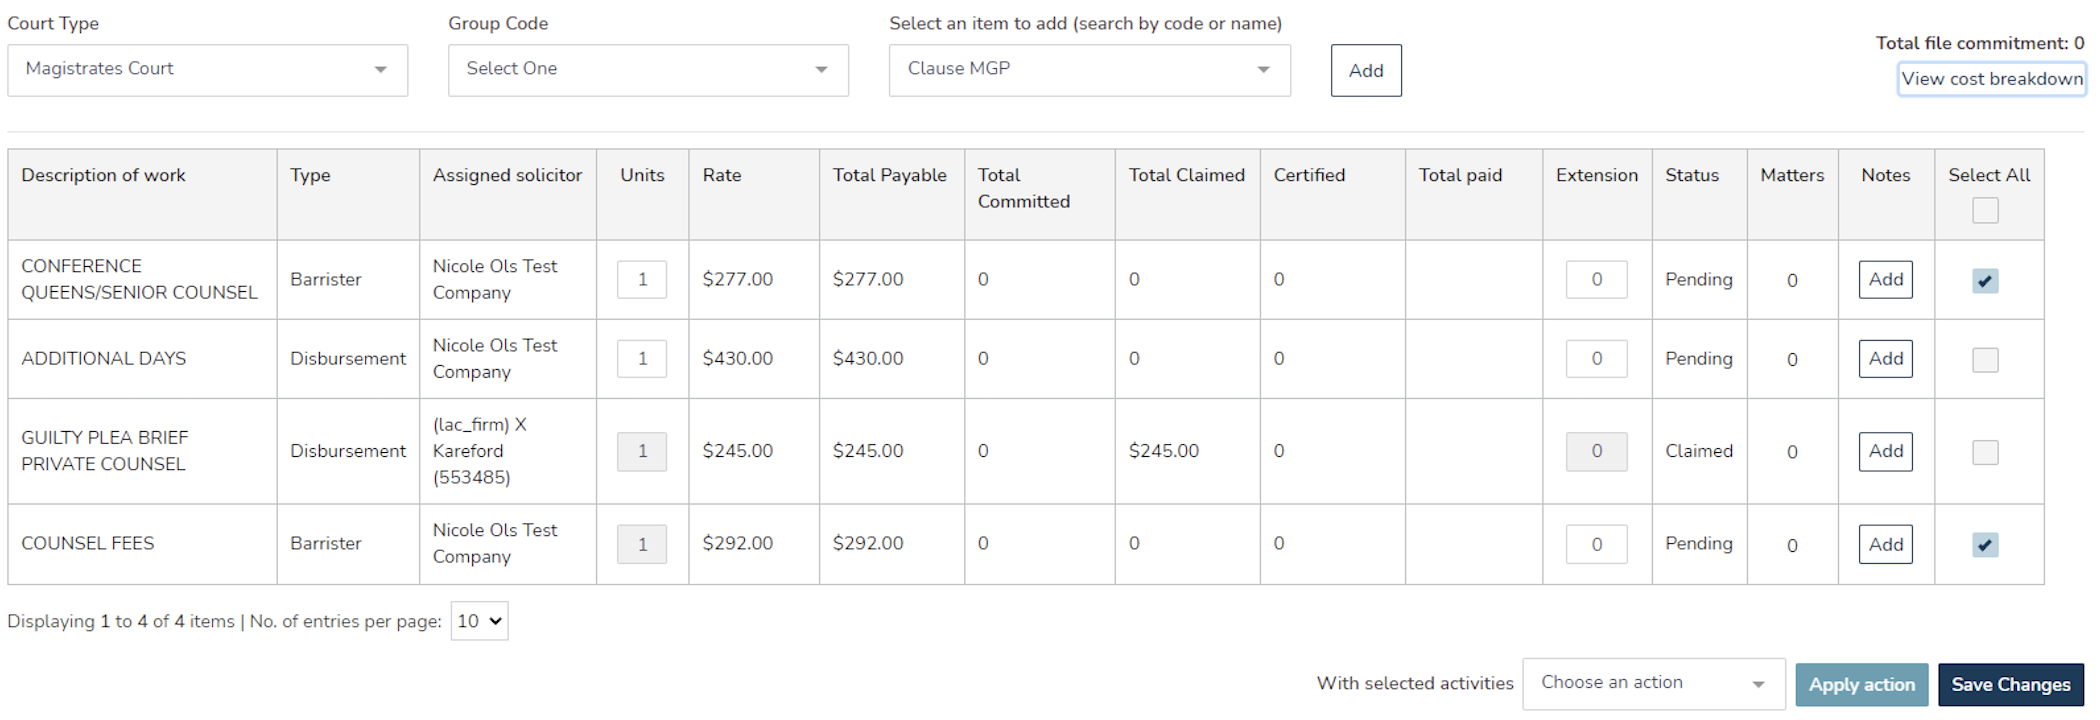 Court Type
Group Code
Select an item to add (search by code or name)
Total file commitment: 0
Magistrates Court
Select One
Clause MGP
Add
View cost breakdown
Description of work
Type
Assigned solicitor
Units
Rate
Total Payable
Total
Committed
Total Claimed
Certified
Total paid
Extension
Status
Matters
Notes
Select All
CONFERENCE
QUEENS/SENIOR COUNSEL
Barrister
Nicole Ols Test
Company
1
$277.00
$277.00
0
0
0
0
Pending
0
Add
ADDITIONAL DAYS
Disbursement
Nicole Ols Test
Company
1
$430.00
$430.00
0
0
0
0
Pending
0
Add
GUILTY PLEA BRIEF
PRIVATE COUNSEL
Disbursement
(lac_firm) X
Kareford
(553485)
1
$245.00
$245.00
0
$245.00
0
0
Claimed
0
Add
COUNSEL FEES
Barrister
Nicole Ols Test
Company
1
$292.00
$292.00
0
0
0
0
Pending
0
Add
Displaying 1 to 4 of 4 items | No. of entries per page: 10
With selected activities
Choose an action
Apply action
Save Changes